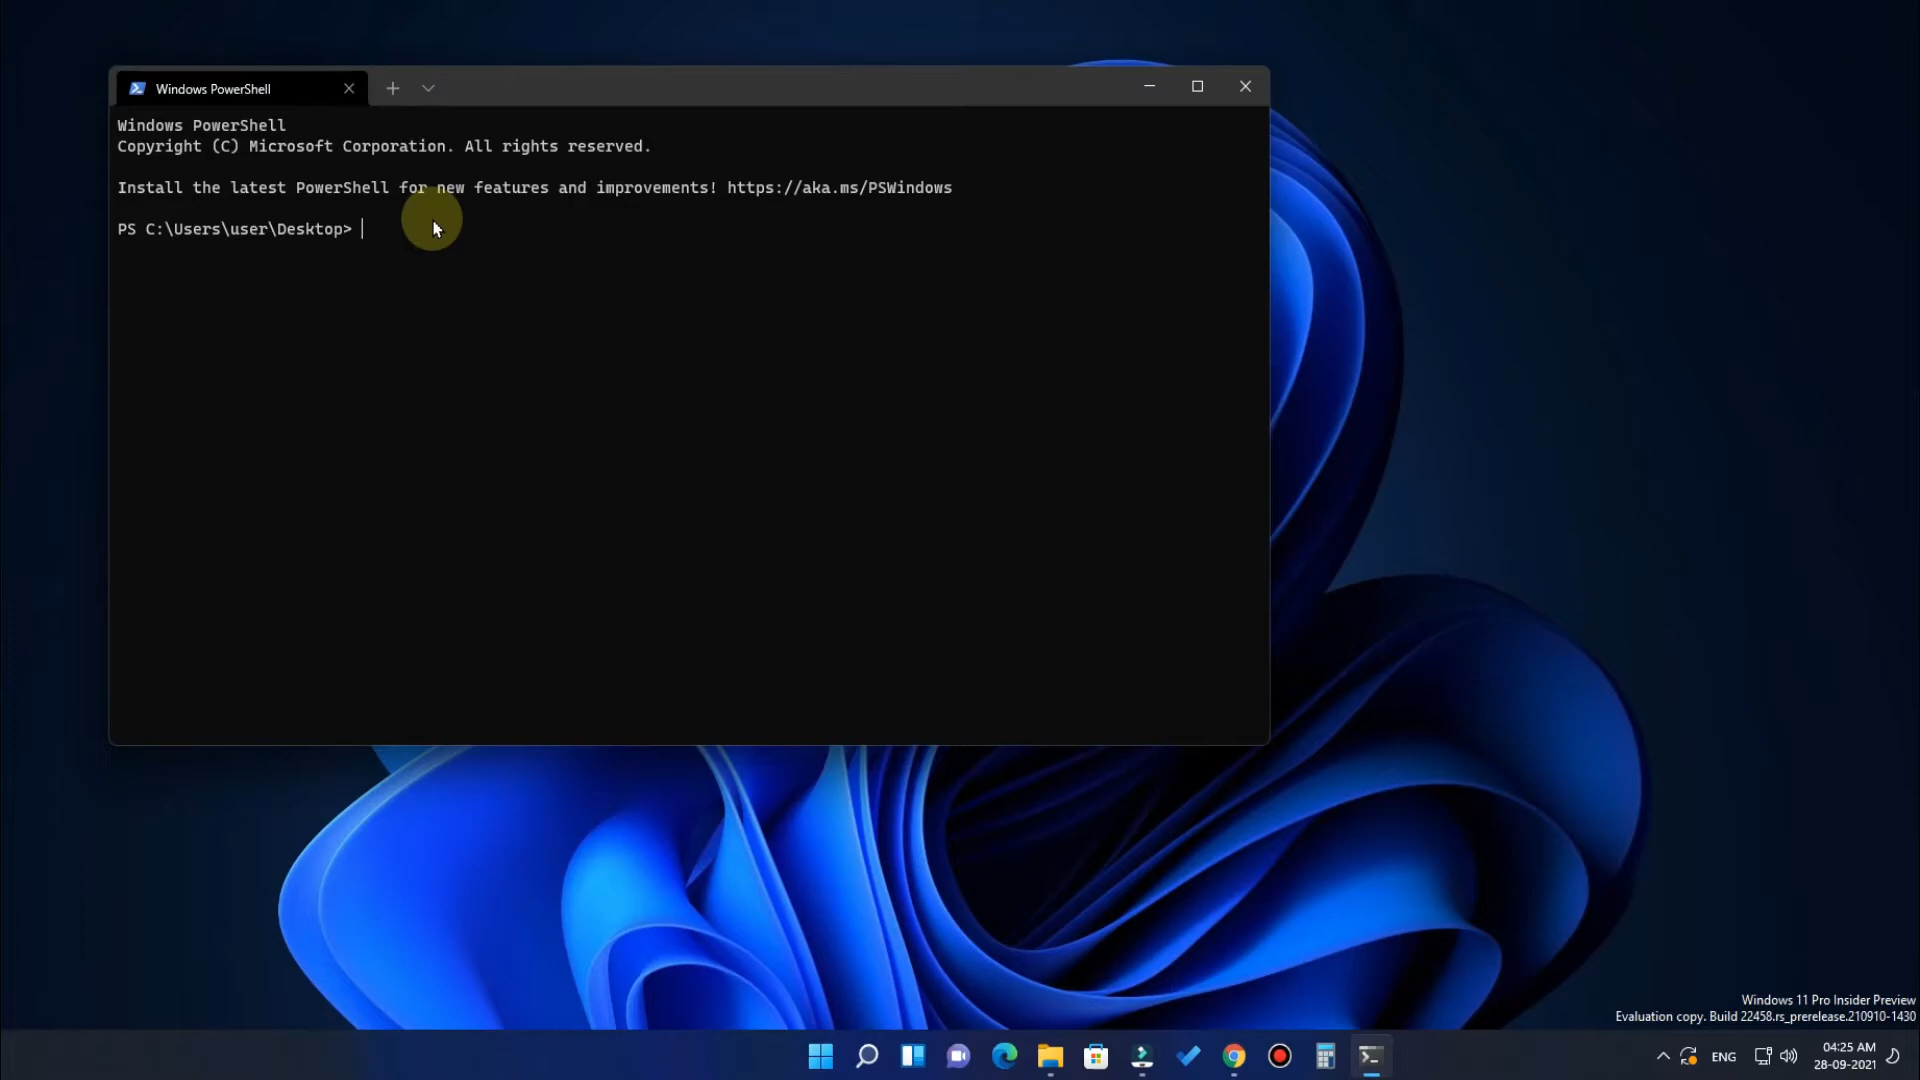 Windows PowerShell
Windows PowerShell
Copyright (C) Microsoft Corporation. All rights reserved.
Install the latest PowerShell for new features and improvements! https://aka.ms/PSWindows
PS C:\Users\user\Desktop>
Windows 11 Pro Insider Preview
Evaluation copy. Build 22458.rs_prerelease.210910-1430
ENG
04:25 AM
28-09-2021